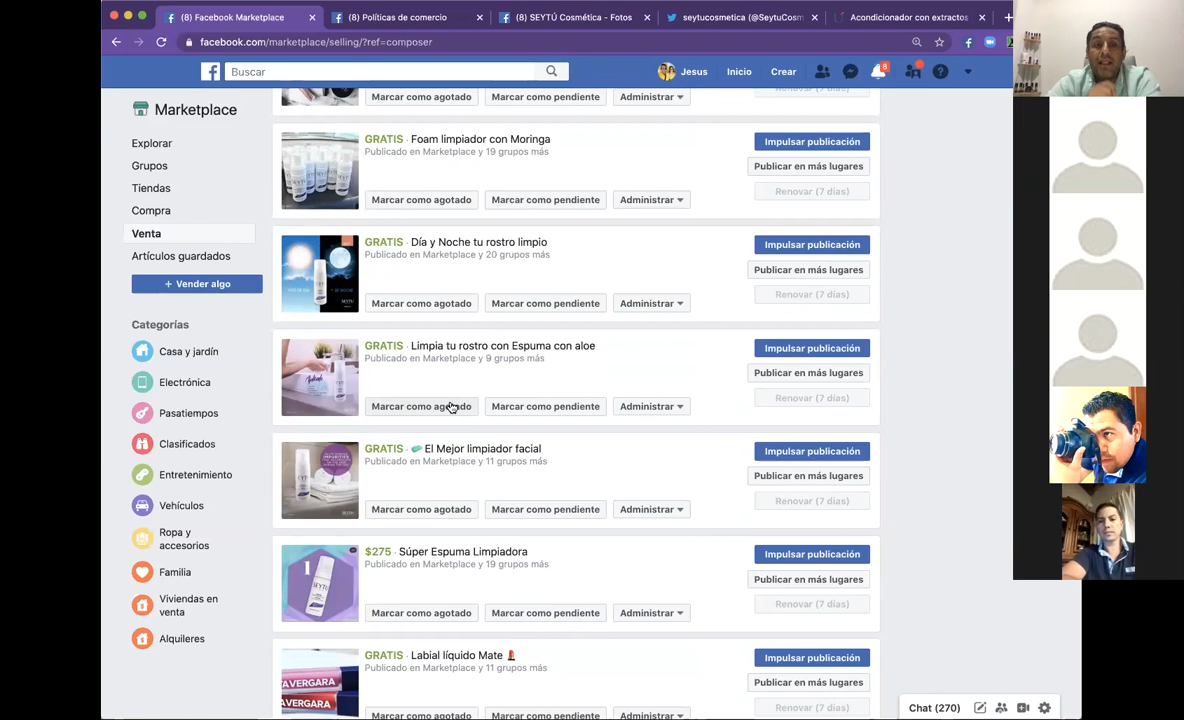 (8) Facebook Marketplace
(8) Políticas de comercio
(8) SEYTÚ Cosmética - Fotos
seytucosmetica (@SeytuCosm
Acondicionador con extractos
facebook.com/marketplace/selling/?ref=composer
Buscar
Jesus
Inicio
Crear
8
Marketplace
Explorar
Grupos
Tiendas
Compra
Venta
Artículos guardados
+ Vender algo
Categorías
Casa y jardín
Electrónica
Pasatiempos
Clasificados
Entretenimiento
Vehículos
Ropa y
accesorios
Familia
Viviendas en
venta
Alquileres
Marcar como agotado
Marcar como pendiente
Administrar
Renovar (7 días)
GRATIS · Foam limpiador con Moringa
Publicado en Marketplace y 19 grupos más
Marcar como agotado
Marcar como pendiente
Administrar
Impulsar publicación
Publicar en más lugares
Renovar (7 días)
GRATIS · Día y Noche tu rostro limpio
Publicado en Marketplace y 20 grupos más
Marcar como agotado
Marcar como pendiente
Administrar
Impulsar publicación
Publicar en más lugares
Renovar (7 días)
GRATIS · Limpia tu rostro con Espuma con aloe
Publicado en Marketplace y 9 grupos más
Marcar como agotado
Marcar como pendiente
Administrar
Impulsar publicación
Publicar en más lugares
Renovar (7 días)
GRATIS · El Mejor limpiador facial
Publicado en Marketplace y 11 grupos más
Marcar como agotado
Marcar como pendiente
Administrar
Impulsar publicación
Publicar en más lugares
Renovar (7 días)
$275 · Súper Espuma Limpiadora
Publicado en Marketplace y 19 grupos más
Marcar como agotado
Marcar como pendiente
Administrar
Impulsar publicación
Publicar en más lugares
Renovar (7 días)
GRATIS · Labial líquido Mate
Publicado en Marketplace y 11 grupos más
Marcar como agotado
Marcar como pendiente
Administrar
Impulsar publicación
Publicar en más lugares
Renovar (7 días)
TAVERGARA
TAVERGARA
Chat (270)